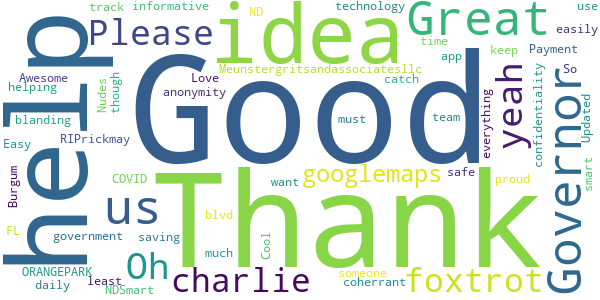 track informative ND technology use
Please idea Great easily
time app keep Payment So
Awesome Love Meunstergritsandassociatesllc
help helping Nudes though anonymity catch yeah everything confidentiality
blanding Good must team Governor Updated
Easy RIPrickmay
Burgum COVID want googlemaps safe proud smart
FL us Thank blvd
government saving much Cool
ORANGEPARK Oh someone
daily least charlie coherrant foxtrot
NDSmart